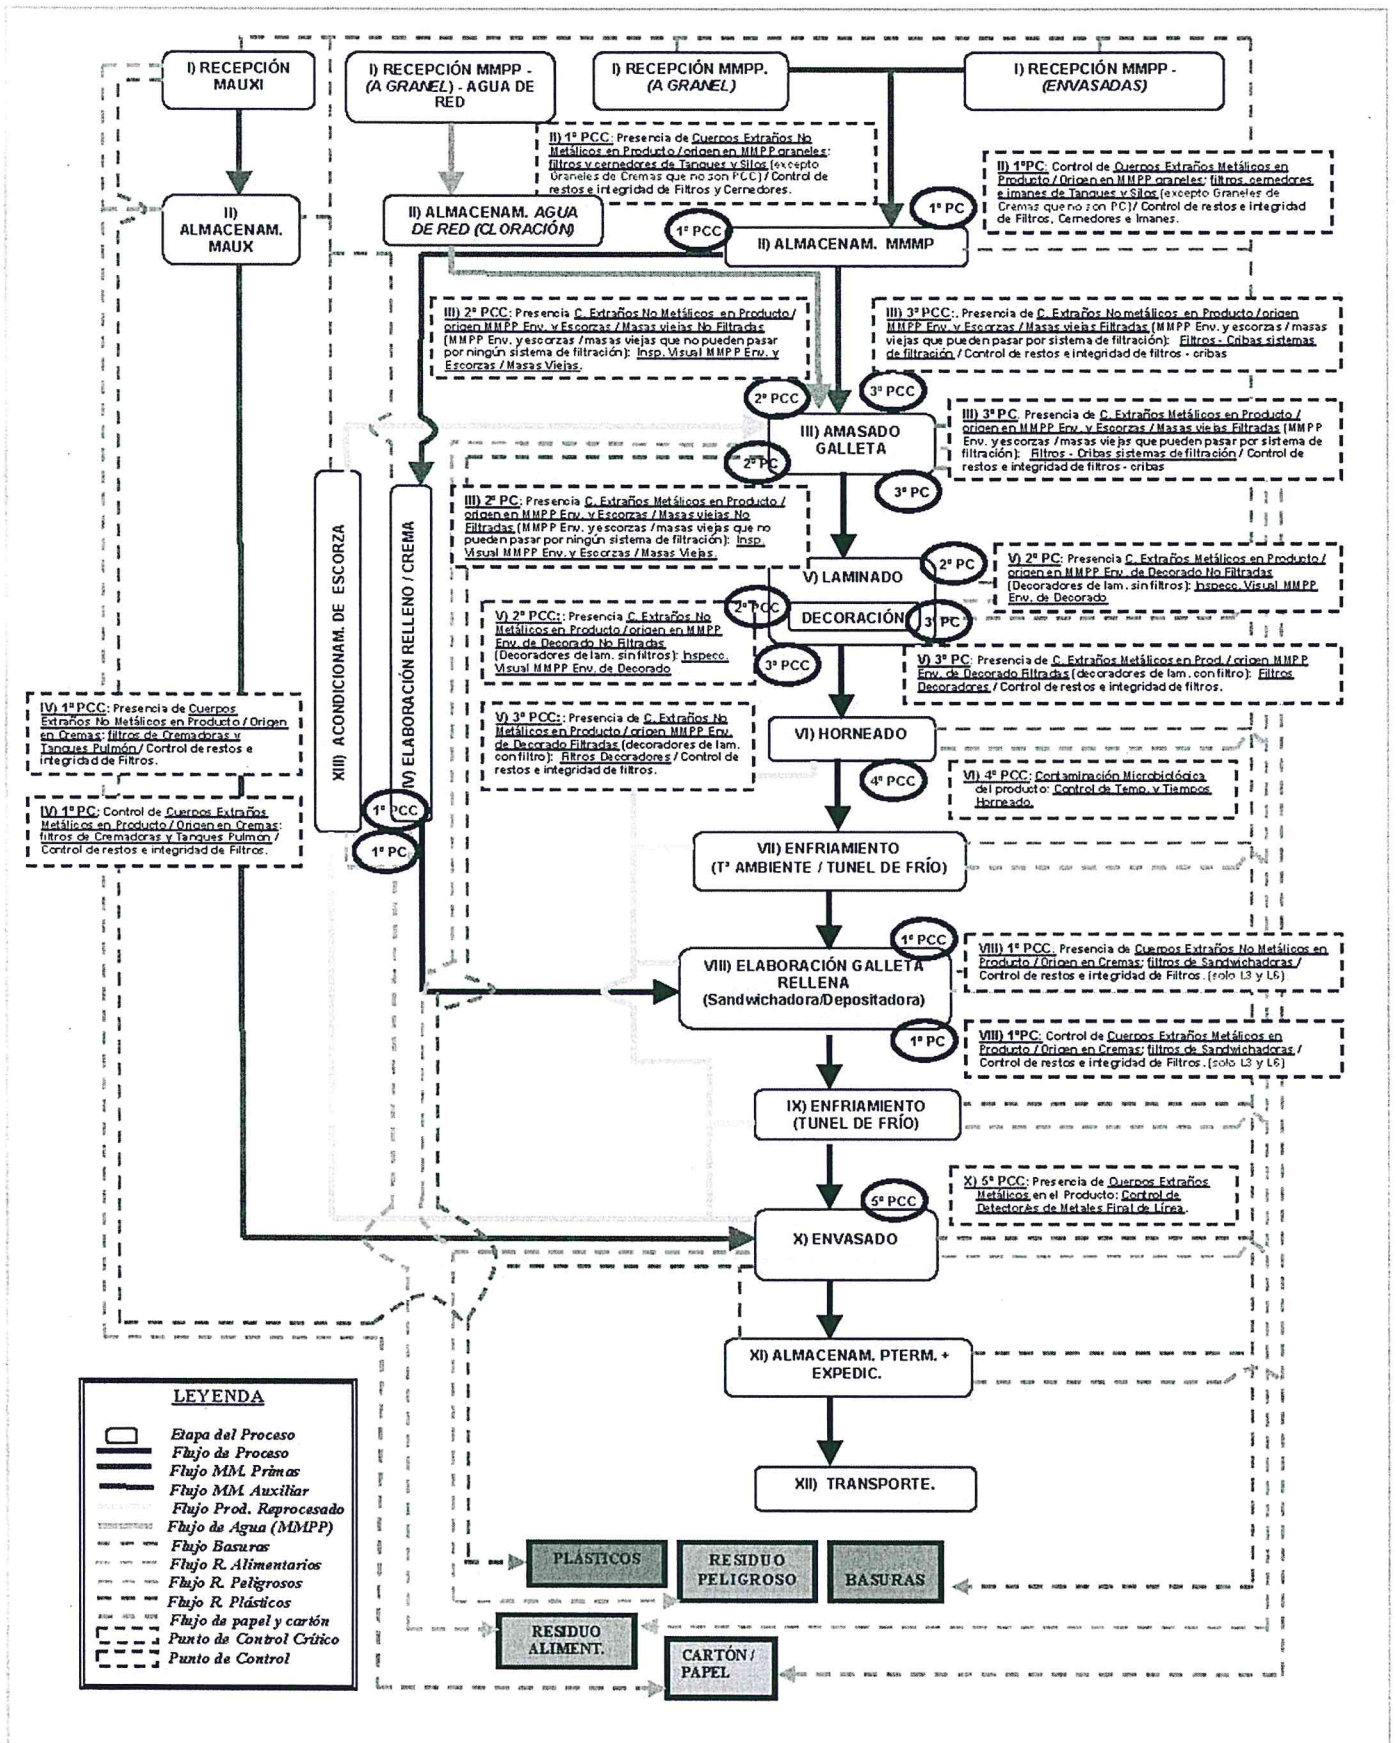 I) RECEPCIÓN
MAUXI
I) RECEPCIÓN MMPP -
(A GRANEL) - AGUA DE
RED
I) RECEPCIÓN MMPP.
(A GRANEL)
I) RECEPCIÓN MMPP -
(ENVASADAS)
II) 1º PCC: Presencia de Cuerpos Extraños No
Metálicos en Producto / origen en MMPP graneles:
filtros y cernedores de Tanques y Silos (excepto
Graneles de Cremas que no son PCC) / Control de
restos e integridad de Filtros y Cernedores.
II) 1ºPC: Control de Cuerpos Extraños Metálicos en
Producto / Origen en MMPP graneles: filtros, cernedores
e imanes de Tanques y Silos (excepto Graneles de
Cremas que no son PC) / Control de restos e integridad
de Filtros, Cernedores e Imanes.
II)
ALMACENAM.
MAUX
II) ALMACENAM. AGUA
DE RED (CLORACIÓN)
1º PCC
1º PC
II) ALMACENAM. MMMP
III) 2º PCC: Presencia C. Extraños No Metálicos en Producto /
origen MMPP Env. y Escorzas / Masas viejas No Filtradas
(MMPP Env. y escorzas / masas viejas que no pueden pasar
por ningún sistema de filtración): Insp. Visual MMPP Env. y
Escorzas / Masas Viejas.
III) 3º PCC:. Presencia de C. Extraños No metálicos en Producto / origen
MMPP Env. y Escorzas / Masas viejas Filtradas (MMPP Env. y escorzas / masas
viejas que pueden pasar por sistema de filtración): Filtros - Cribas sistemas
de filtración / Control de restos e integridad de filtros - cribas
2º PCC
3º PCC
III) AMASADO
GALLETA
2º PC
3º PC
III) 3º PC. Presencia de C. Extraños Metálicos en Producto /
origen en MMPP Env. y Escorzas / Masas viejas Filtradas (MMPP
Env. y escorzas / masas viejas que pueden pasar por sistema de
filtración): Filtros - Cribas sistemas de filtración / Control de
restos e integridad de filtros - cribas
III) 2º PC: Presencia C. Extraños Metálicos en Producto /
origen en MMPP Env. y Escorzas / Masas viejas No
Filtradas (MMPP Env. y escorzas / masas viejas que no
pueden pasar por ningún sistema de filtración): Insp.
Visual MMPP Env. y Escorzas / Masas Viejas.
XIII) ACONDICIONAM. DE ESCORZA
IV) ELABORACIÓN RELLENO / CREMA
V) LAMINADO
DECORACIÓN
2º PC
2º PCC
3º PC
3º PCC
V) 2º PC: Presencia C. Extraños Metálicos en Producto /
origen en MMPP Env. de Decorado No Filtradas
(Decoradores de lam. sin filtros): Inspecc. Visual MMPP
Env. de Decorado
V) 2º PCC:: Presencia C. Extraños No
Metálicos en Producto / origen en MMPP
Env. de Decorado No Filtradas
(Decoradores de lam. sin filtros): Inspecc.
Visual MMPP Env. de Decorado
V) 3º PC: Presencia de C. Extraños Metálicos en Prod. / origen MMPP
Env. de Decorado Filtradas (decoradores de lam. con filtro): Filtros
Decoradores / Control de restos e integridad de filtros.
IV) 1º PCC: Presencia de Cuerpos
Extraños No Metálicos en Producto / Origen
en Cremas: filtros de Cremadoras y
Tanques Pulmón / Control de restos e
integridad de Filtros.
V) 3º PCC:: Presencia de C. Extraños No
Metálicos en Producto / origen MMPP Env.
de Decorado Filtradas (decoradores de lam.
con filtro): Filtros Decoradores / Control de
restos e integridad de filtros.
VI) HORNEADO
4º PCC
VI) 4º PCC: Contaminación Microbiológica
del producto: Control de Temp. y Tiempos
Horneado.
IV) 1º PC: Control de Cuerpos Extraños
Metálicos en Producto / Origen en Cremas:
filtros de Cremadoras y Tanques Pulmón /
Control de restos e integridad de Filtros.
1º PCC
1º PC
VII) ENFRIAMIENTO
(Tª AMBIENTE / TUNEL DE FRÍO)
1º PCC
VIII) ELABORACIÓN GALLETA
RELLENA
(Sandwichadora/Depositadora)
1º PC
VIII) 1º PCC. Presencia de Cuerpos Extraños No Metálicos en
Producto / Origen en Cremas: filtros de Sandwichadoras /
Control de restos e integridad de Filtros. (solo L3 y L6)
VIII) 1ºPC: Control de Cuerpos Extraños Metálicos en
Producto / Origen en Cremas: filtros de Sandwichadoras /
Control de restos e integridad de Filtros. (solo L3 y L6)
IX) ENFRIAMIENTO
(TUNEL DE FRÍO)
5º PCC
X) ENVASADO
X) 5º PCC: Presencia de Cuerpos Extraños
Metálicos en el Producto: Control de
Detectores de Metales Final de Línea.
XI) ALMACENAM. PTERM. +
EXPEDIC.
XII) TRANSPORTE.
LEYENDA
Etapa del Proceso
Flujo de Proceso
Flujo MM. Primas
Flujo MM. Auxiliar
Flujo Prod. Reprocesado
Flujo de Agua (MMPP)
Flujo Basuras
Flujo R. Alimentarios
Flujo R. Peligrosos
Flujo R. Plásticos
Flujo de papel y cartón
Punto de Control Crítico
Punto de Control
PLÁSTICOS
RESIDUO
PELIGROSO
BASURAS
RESIDUO
ALIMENT.
CARTÓN /
PAPEL